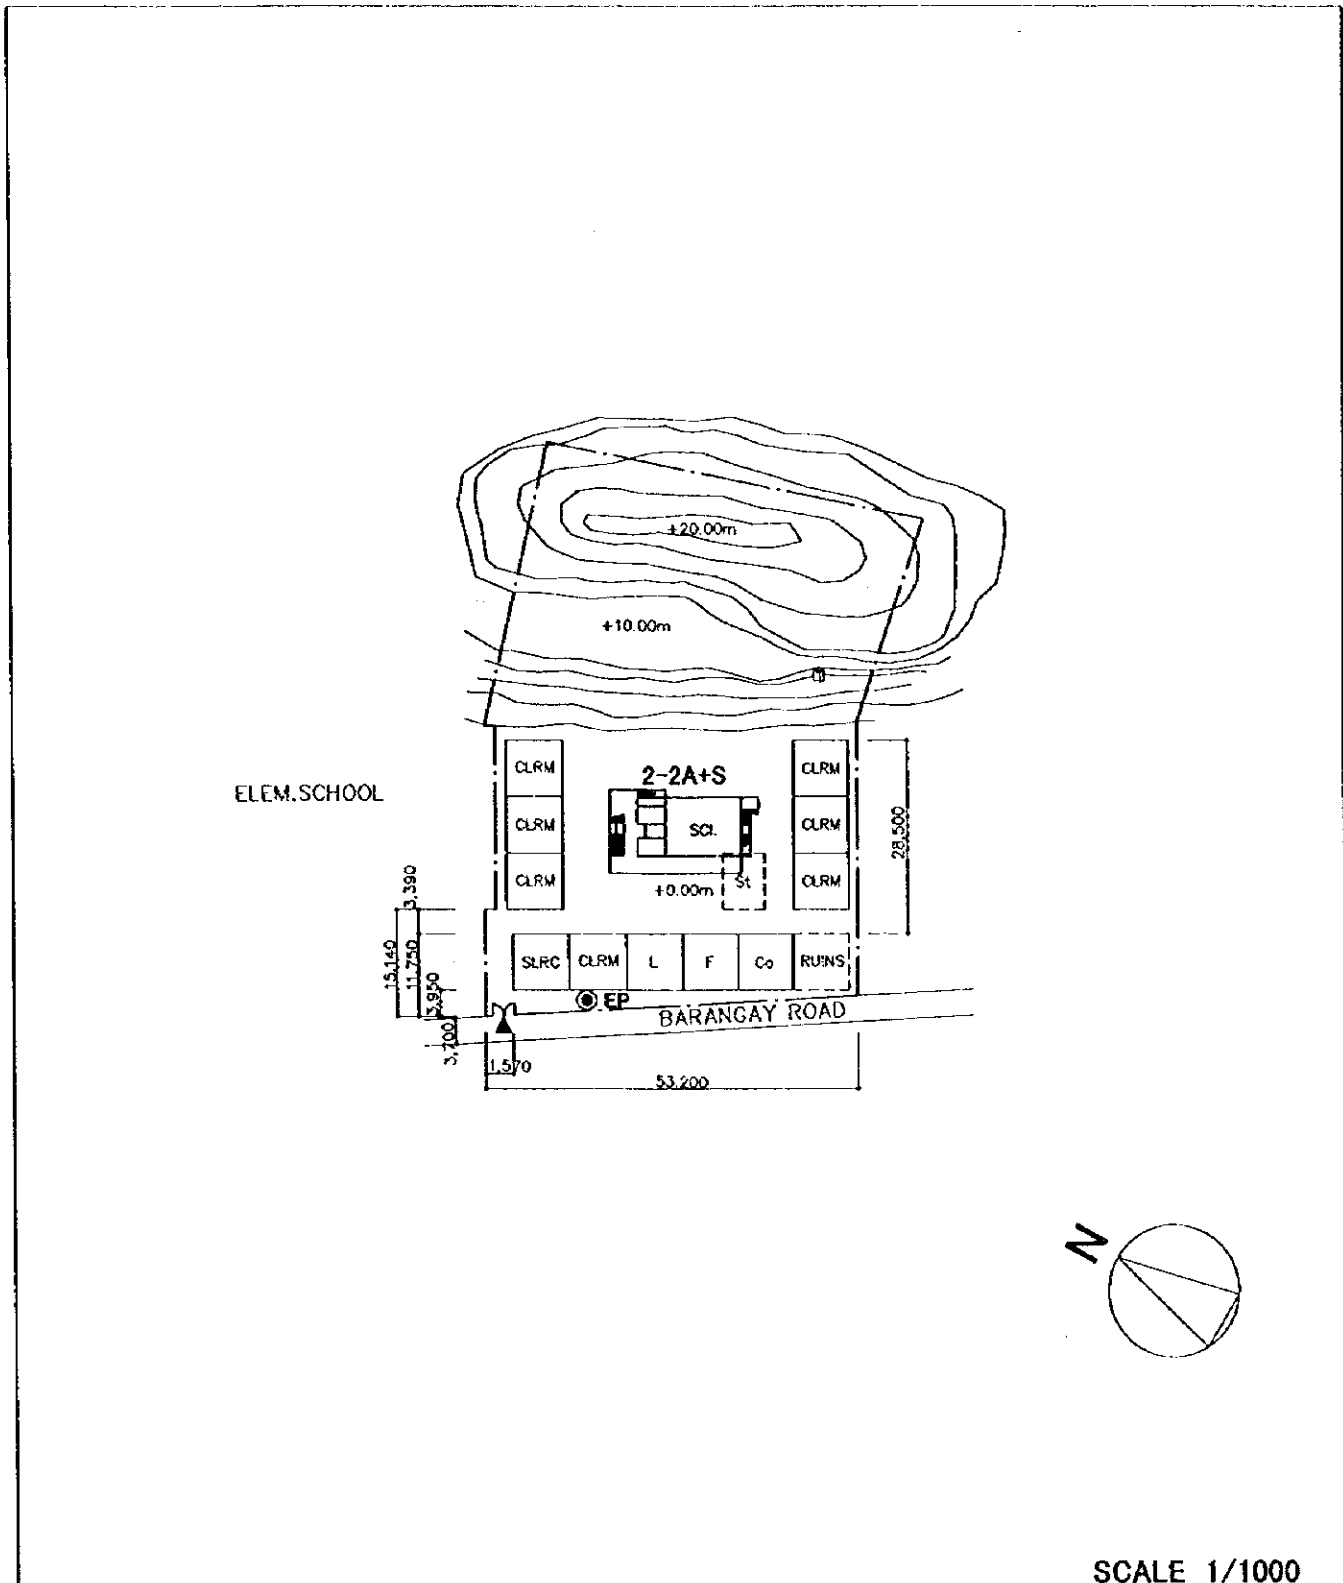 +20.00m
+10.00m
2-2A+S
CLRM
CLRM
ELEM.SCHOOL
CLRM
SCI.
CLRM
28,500
CLRM
+0.00m
St
CLRM
3,390
15,140
11,750
3,950
3,700
SLRC
CLRM
L
F
Co
RUINS
EP
BARANGAY ROAD
1,570
53,200
N
SCALE 1/1000